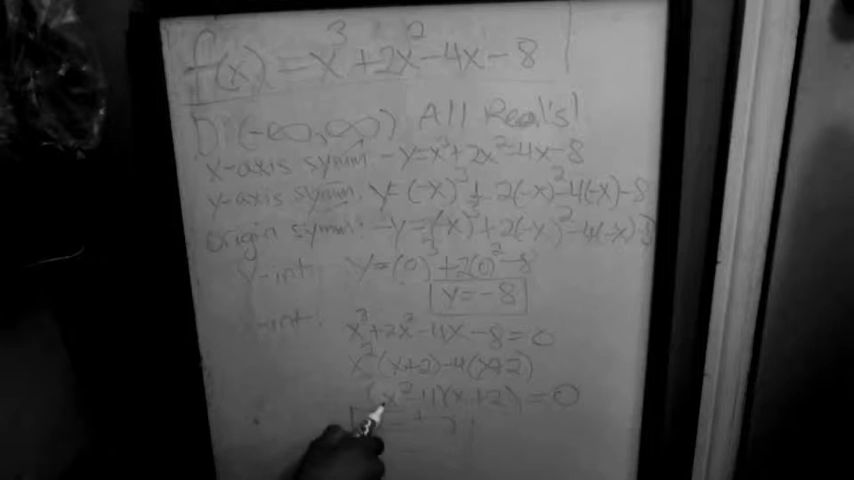 f(x) = x³ + 2x² - 4x - 8
D: (-∞, ∞) All Real's!
x-axis symm. -y = x³ + 2x² - 4x - 8
y-axis symm. y = (-x)³ + 2(-x)² - 4(-x) - 8
origin symm: -y = (-x)³ + 2(-x)² - 4(-x) - 8
y-int: y = (0)³ + 2(0)² - 8
y = -8
-int: x³ + 2x² - 4x - 8 = 0
x²(x+2) - 4(x+2)
(x² - 4)(x+2) = 0
= ± 2